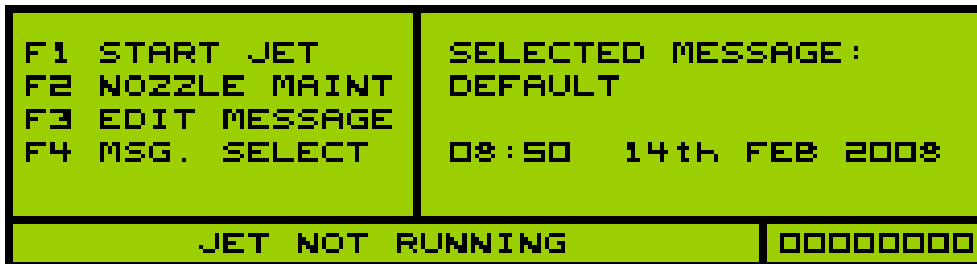 F1 START JET
F2 NOZZLE MAINT
F3 EDIT MESSAGE
F4 MSG. SELECT
SELECTED MESSAGE:
DEFAULT
08:50 14th FEB 2008
JET NOT RUNNING
00000000